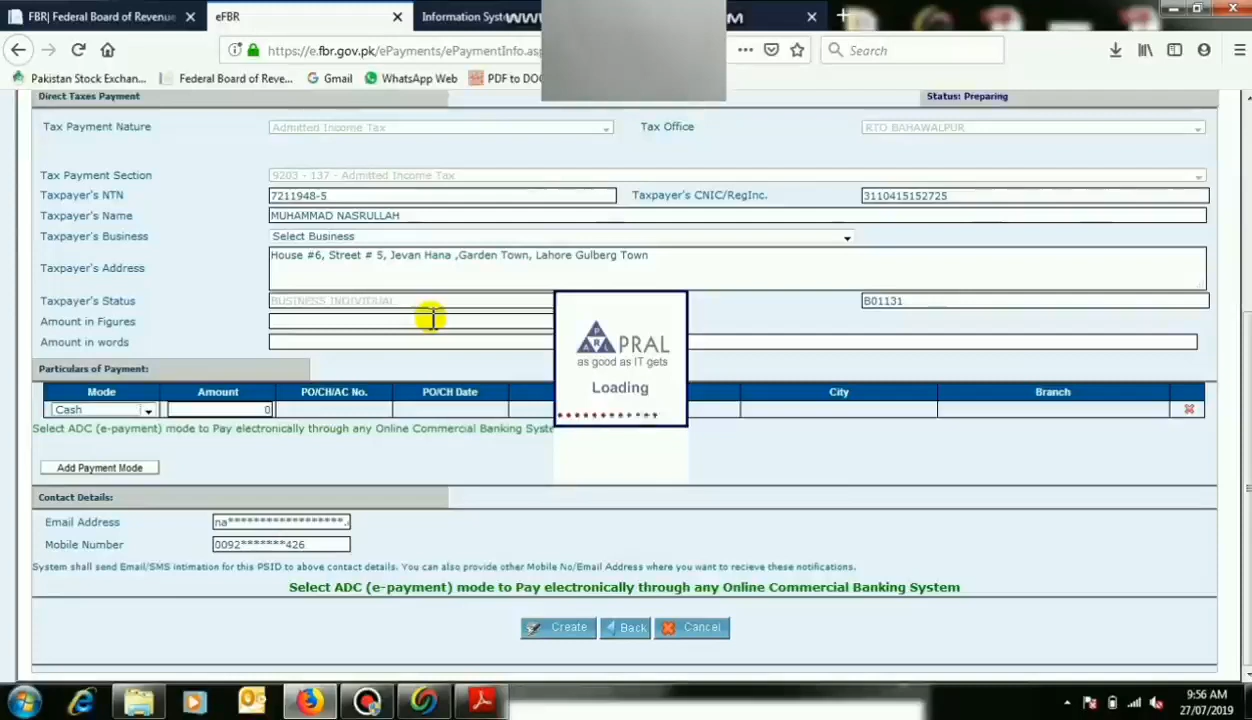 FBR| Federal Board of Revenue
eFBR
Information Syst
WWW
M
https://e.fbr.gov.pk/ePayments/ePaymentInfo.asp
Search
Pakistan Stock Exchan...
Federal Board of Reve...
Gmail
WhatsApp Web
PDF to DOC
Direct Taxes Payment
Status: Preparing
Tax Payment Nature
Admitted Income Tax
Tax Office
RTO BAHAWALPUR
Tax Payment Section
9203 - 137 - Admitted Income Tax
Taxpayer's NTN
7211948-5
Taxpayer's CNIC/RegInc.
3110415152725
Taxpayer's Name
MUHAMMAD NASRULLAH
Taxpayer's Business
Select Business
Taxpayer's Address
House #6, Street # 5, Jevan Hana ,Garden Town, Lahore Gulberg Town
Taxpayer's Status
BUSINESS INDIVIDUAL
B01131
Amount in Figures
Amount in words
PRAL
as good as IT gets
Loading
Particulars of Payment:
Mode
Amount
PO/CH/AC No.
PO/CH Date
City
Branch
Cash
0
Select ADC (e-payment) mode to Pay electronically through any Online Commercial Banking Syste
Add Payment Mode
Contact Details:
Email Address
na******************.
Mobile Number
0092*******426
System shall send Email/SMS intimation for this PSID to above contact details. You can also provide other Mobile No/Email Address where you want to recieve these notifications.
Select ADC (e-payment) mode to Pay electronically through any Online Commercial Banking System
Create
Back
Cancel
9:56 AM
27/07/2019